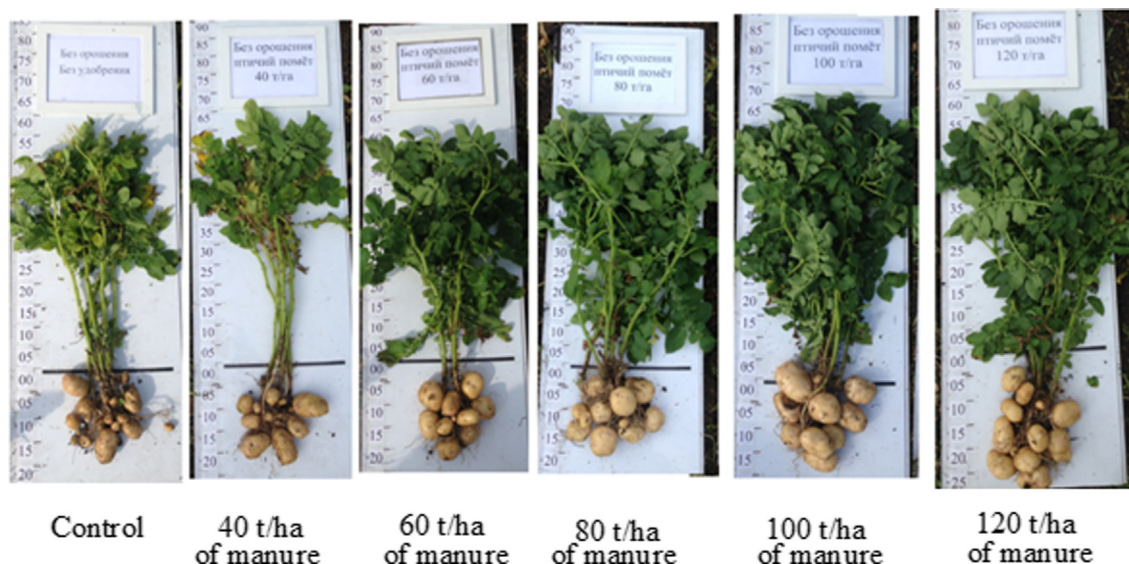 Без орошения
Без удобрения
Без орошения
птичий помёт
40 т/га
Без орошения
птичий помёт
60 т/га
Без орошения
птичий помёт
80 т/га
Без орошения
птичий помёт
100 т/га
Без орошения
птичий помёт
120 т/га
Control
40 t/ha
of manure
60 t/ha
of manure
80 t/ha
of manure
100 t/ha
of manure
120 t/ha
of manure